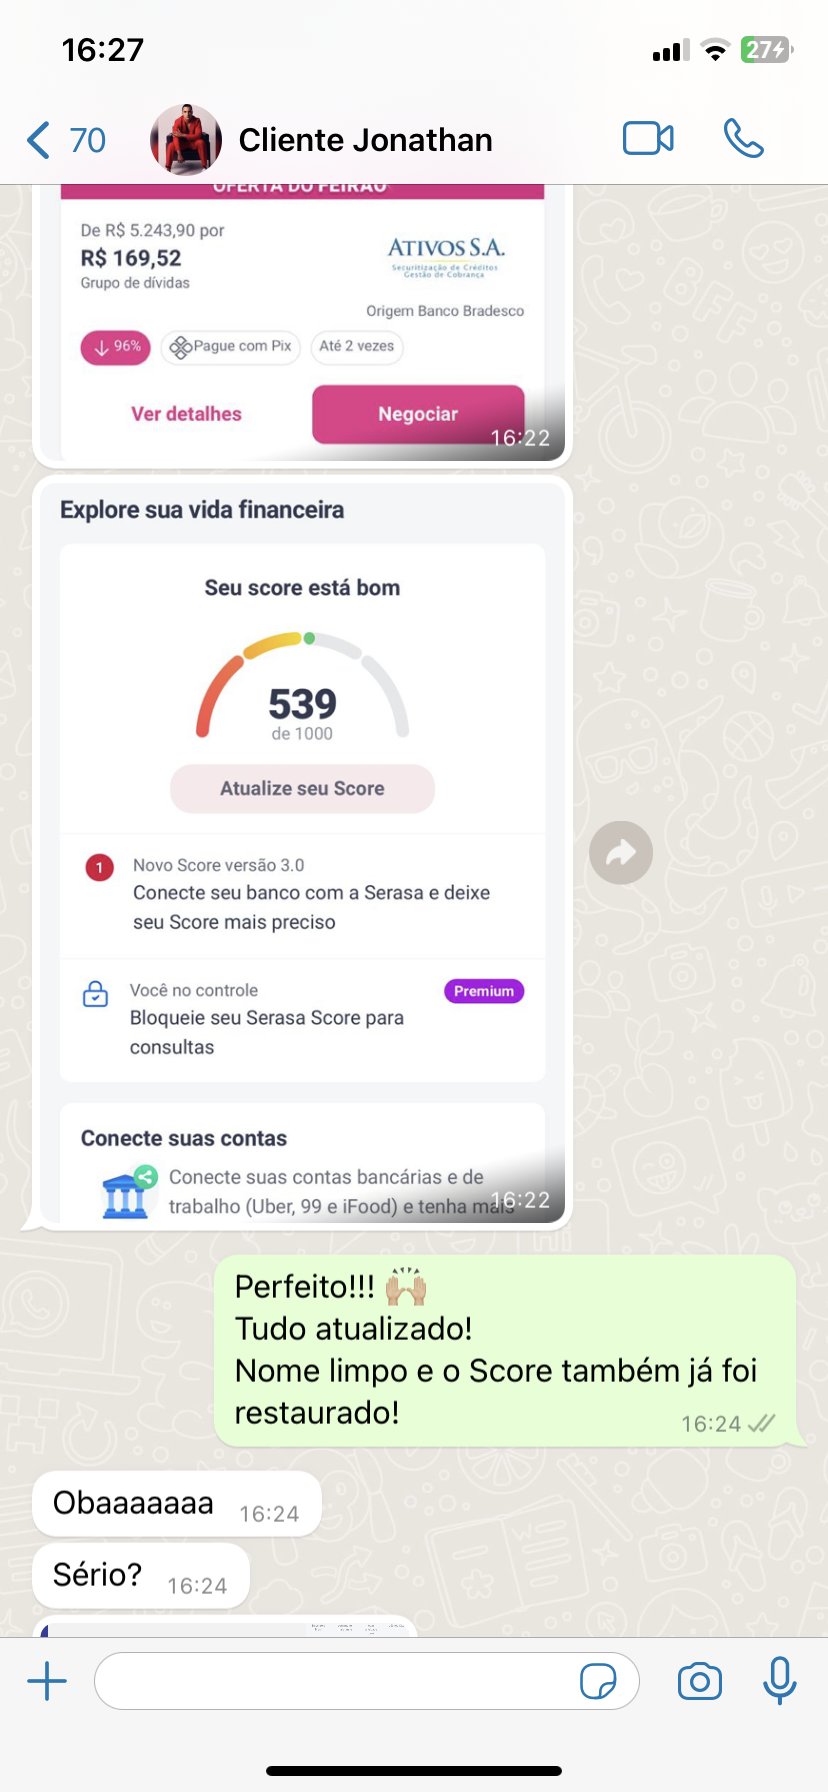 16:27
27
70
Cliente Jonathan
OFERTA DO FEIRÃO
De R$ 5.243,90 por
R$ 169,52
Grupo de dívidas
ATIVOS S.A.
Securitização de Créditos
Gestão de Cobrança
Origem Banco Bradesco
96%
Pague com Pix
Até 2 vezes
Ver detalhes
Negociar
16:22
Explore sua vida financeira
Seu score está bom
539
de 1000
Atualize seu Score
1
Novo Score versão 3.0
Conecte seu banco com a Serasa e deixe
seu Score mais preciso
Você no controle
Premium
Bloqueie seu Serasa Score para
consultas
Conecte suas contas
Conecte suas contas bancárias e de
trabalho (Uber, 99 e iFood) e tenha mais
16:22
Perfeito!!! 🙌🏼
Tudo atualizado!
Nome limpo e o Score também já foi
restaurado!
16:24
Obaaaaaaa
16:24
Sério?
16:24